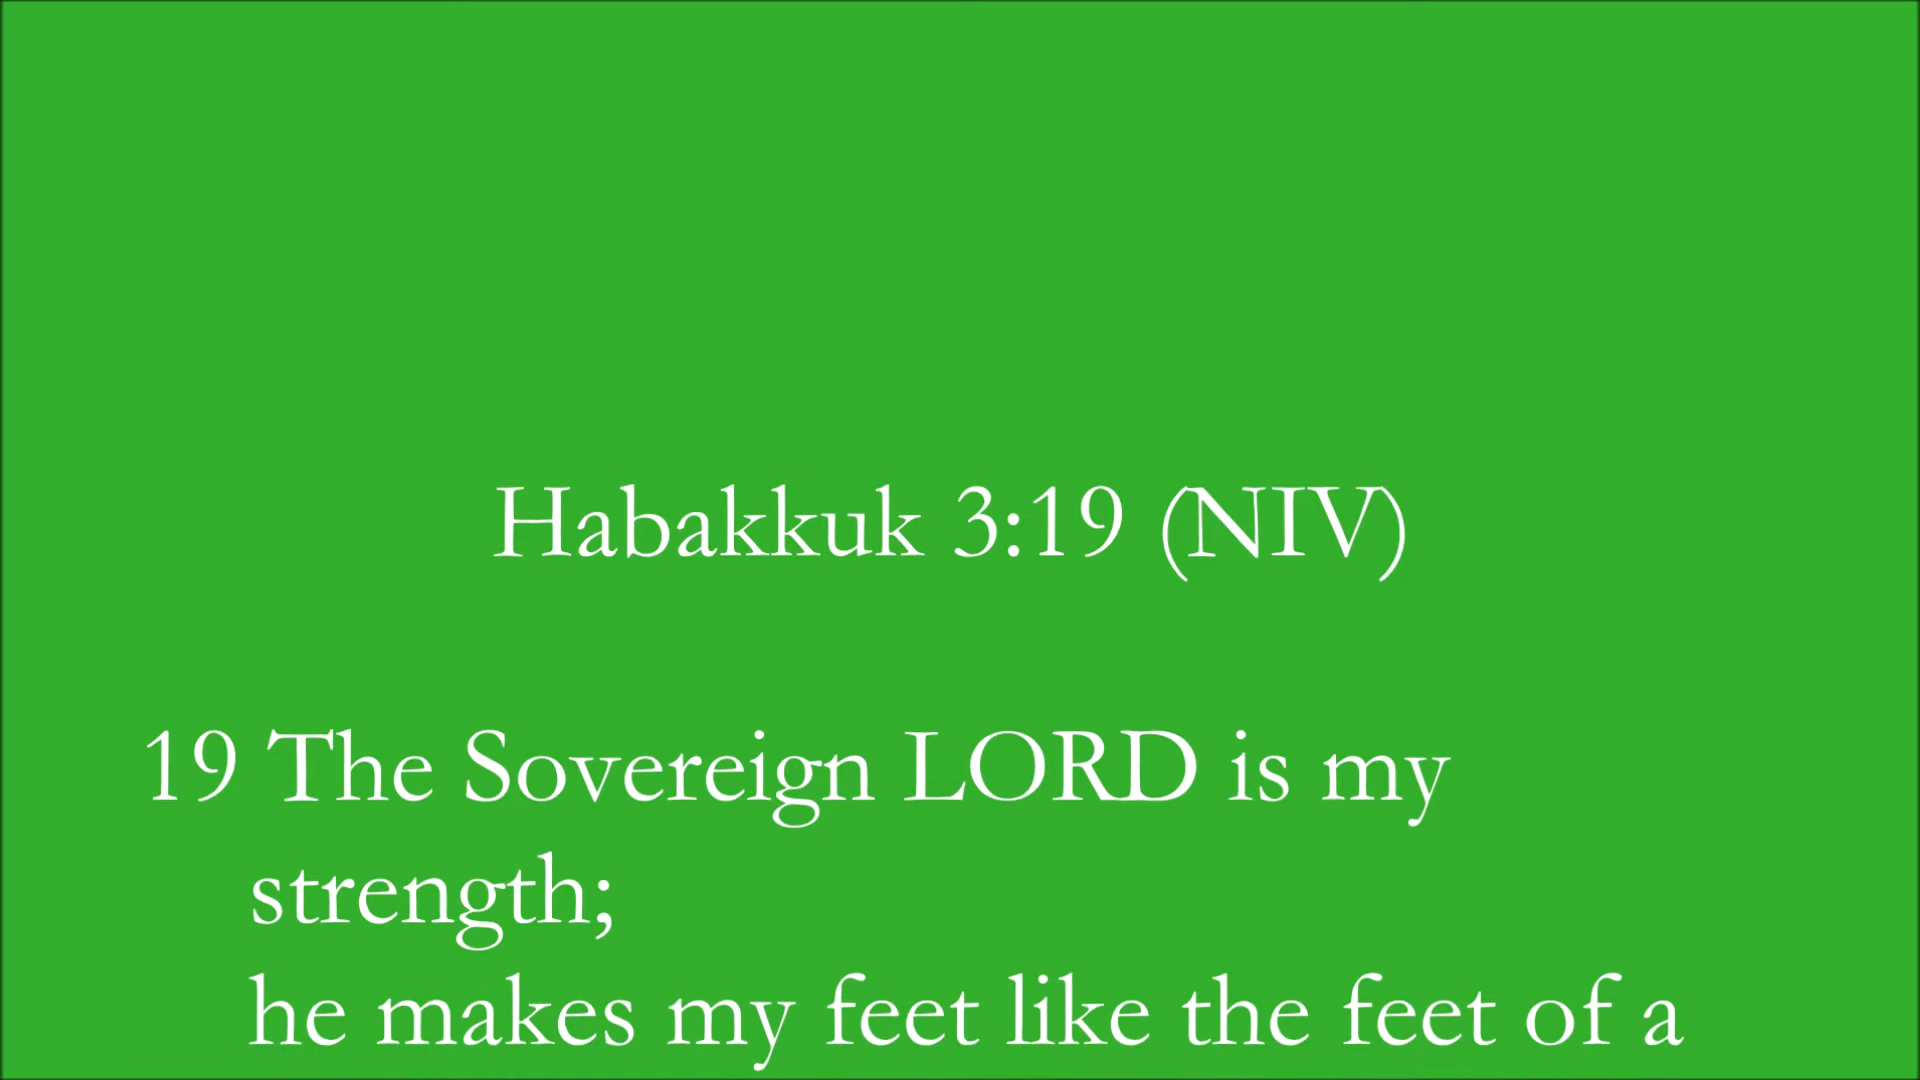 Habakkuk 3:19 (NIV)
19 The Sovereign LORD is my
strength;
he makes my feet like the feet of a